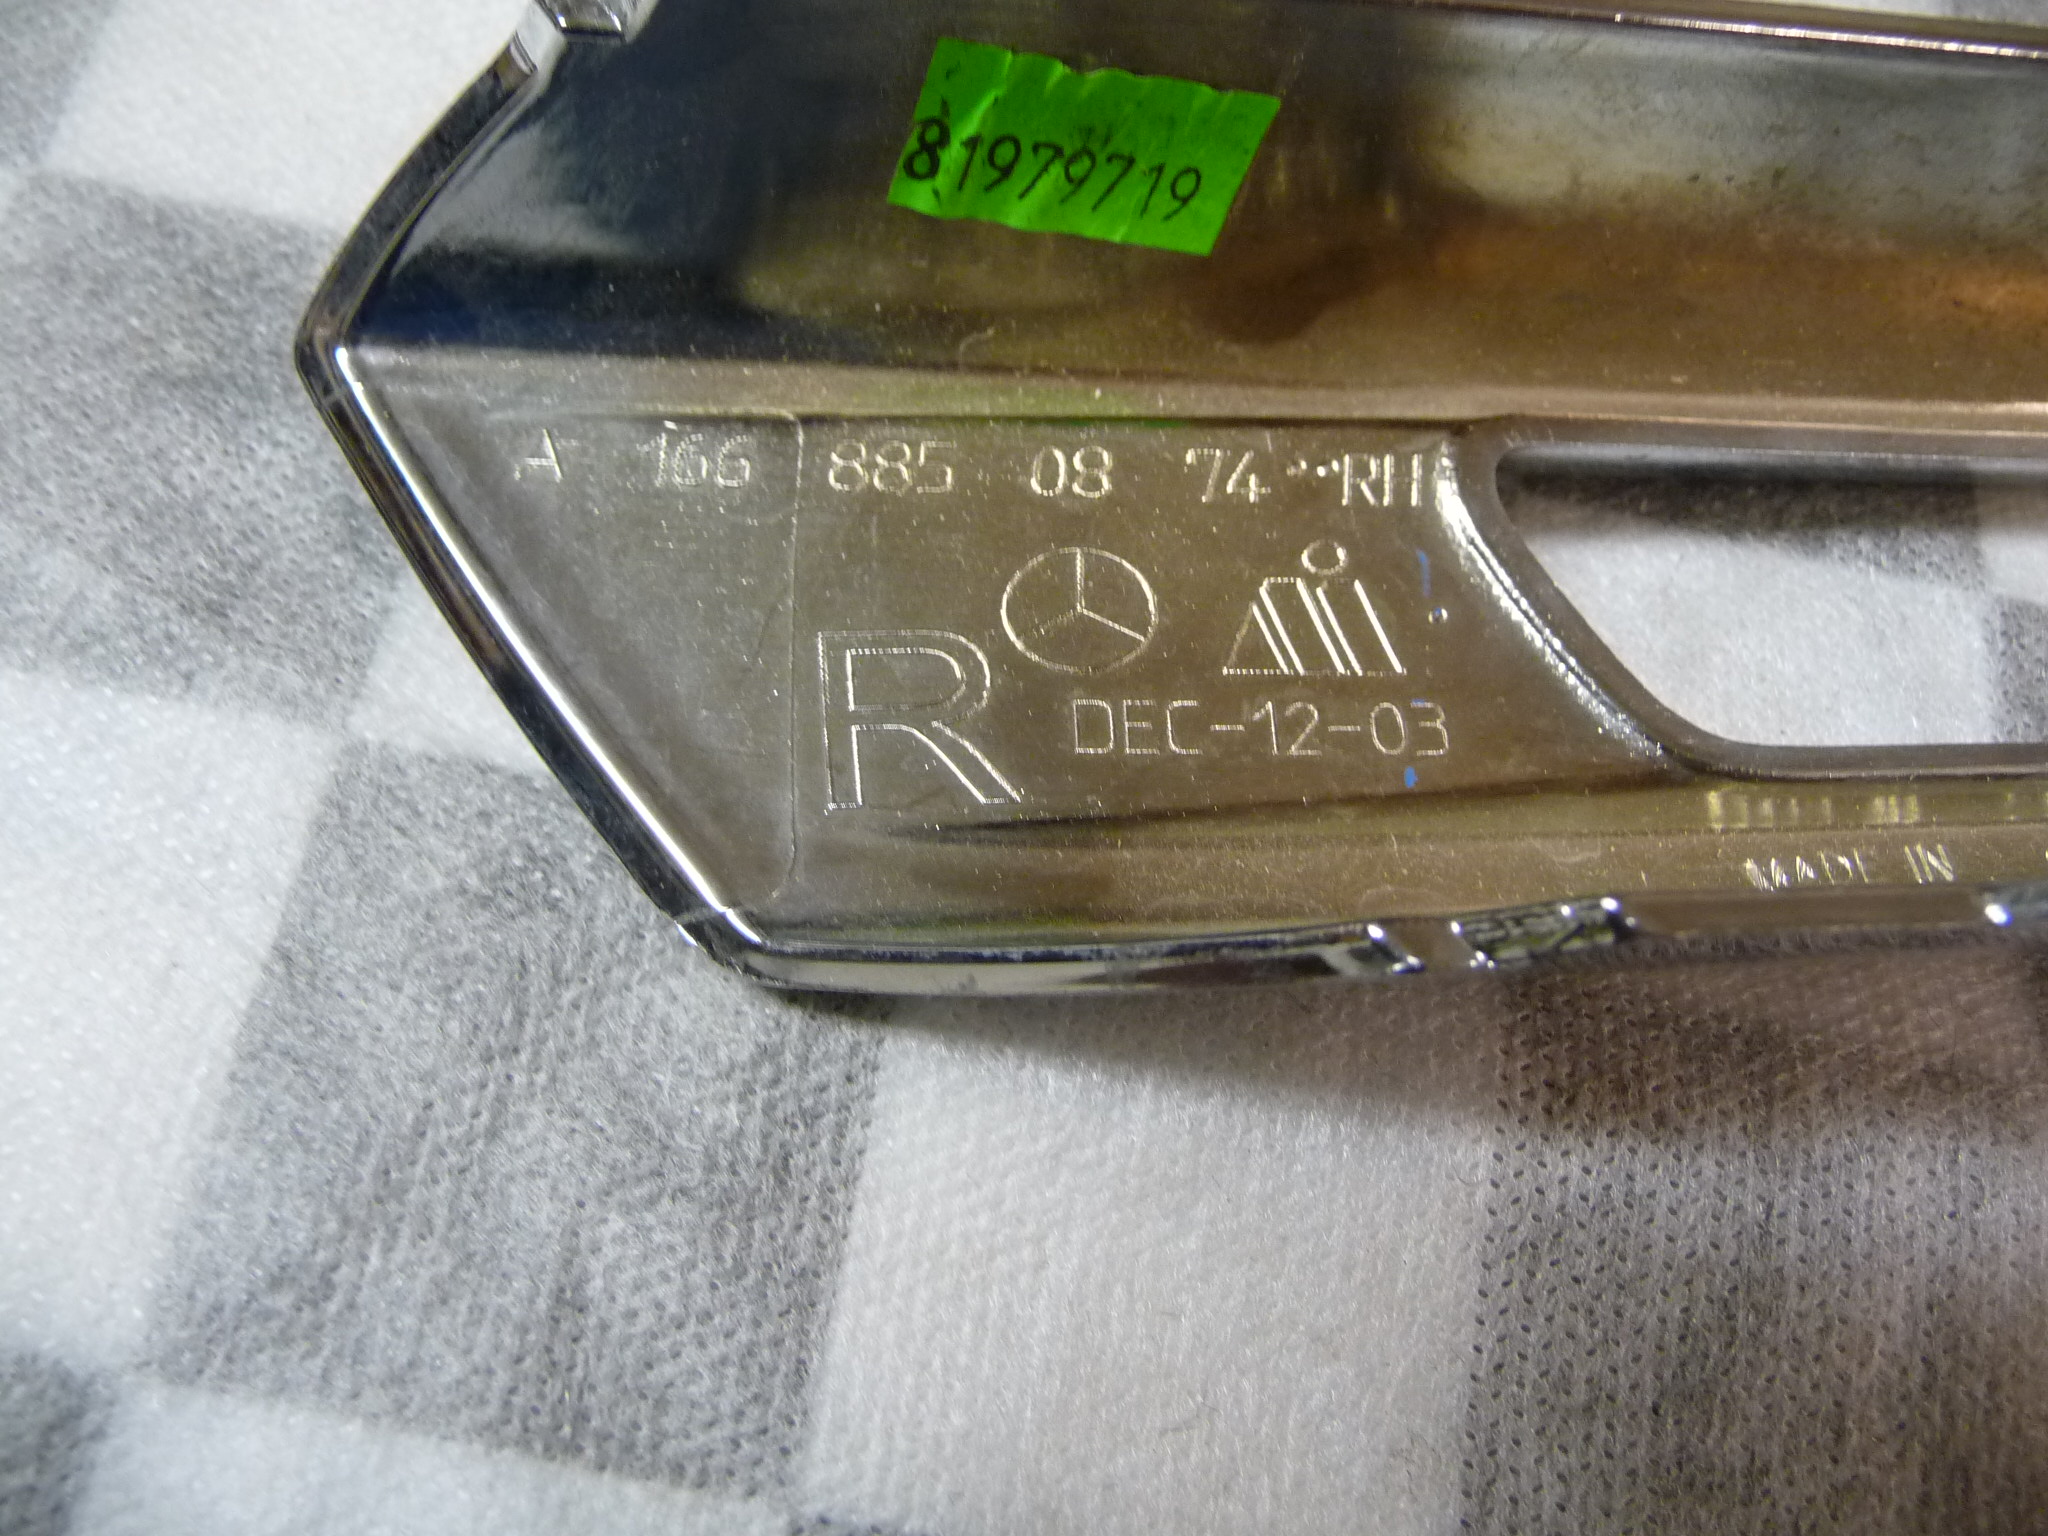 81979719
A 166 885 08 74 RH
R
DEC-12-03
MADE IN